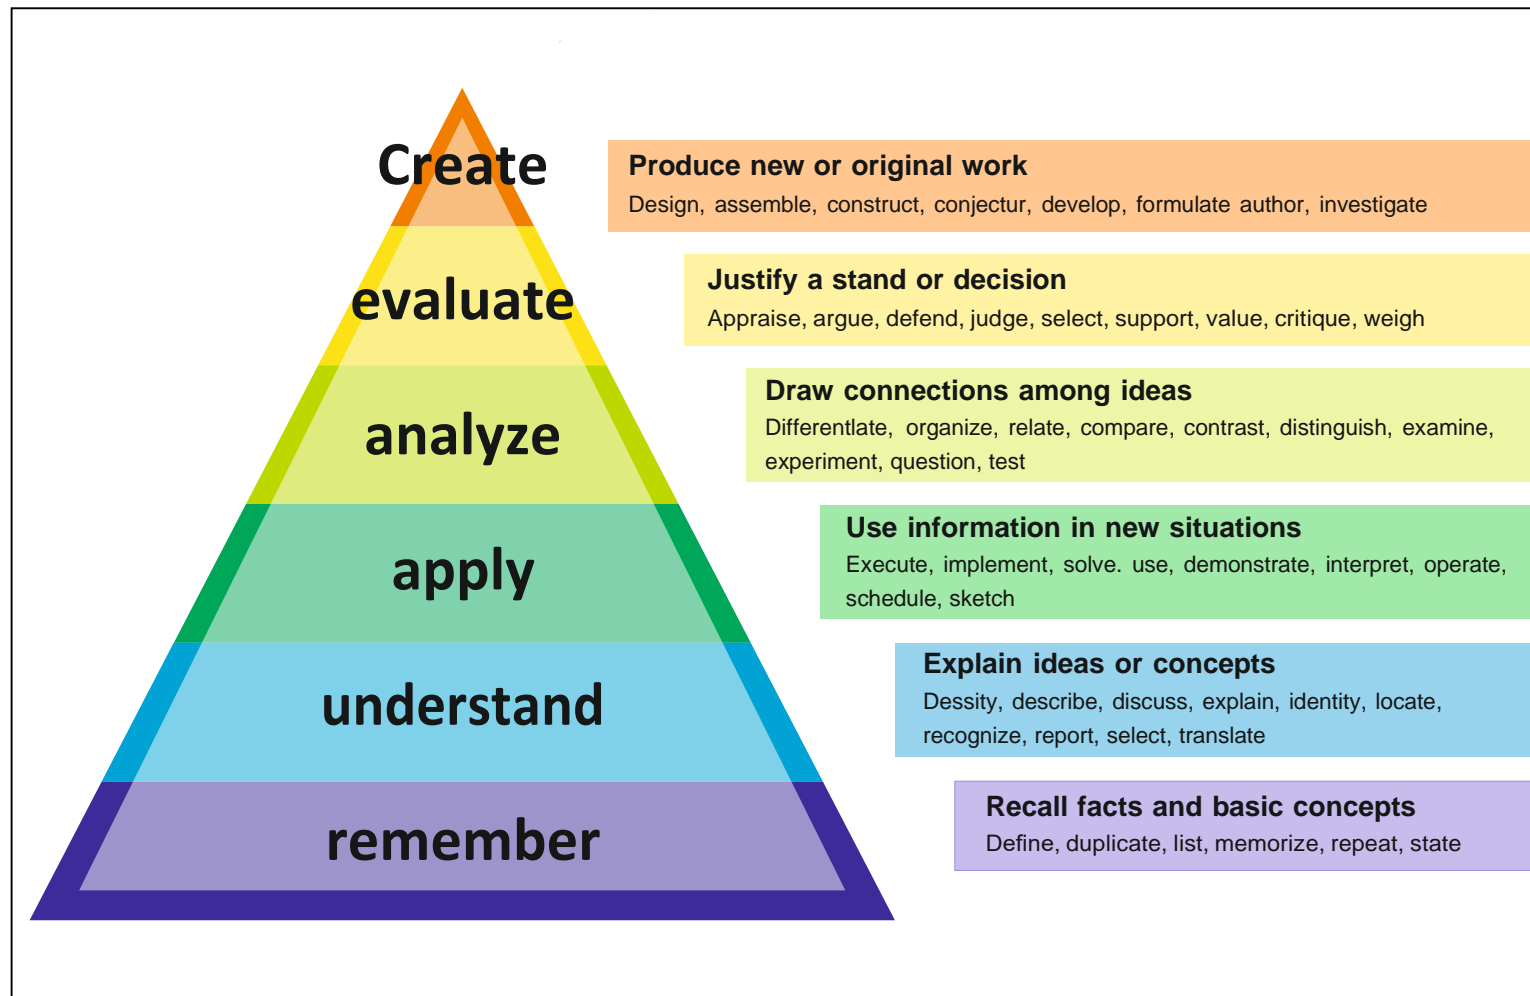 Create
Produce new or original work
Design, assemble, construct, conjectur, develop, formulate author, investigate
evaluate
Justify a stand or decision
Appraise, argue, defend, judge, select, support, value, critique, weigh
analyze
Draw connections among ideas
Differentlate, organize, relate, compare, contrast, distinguish, examine,
experiment, question, test
apply
Use information in new situations
Execute, implement, solve. use, demonstrate, interpret, operate,
schedule, sketch
understand
Explain ideas or concepts
Dessity, describe, discuss, explain, identity, locate,
recognize, report, select, translate
remember
Recall facts and basic concepts
Define, duplicate, list, memorize, repeat, state